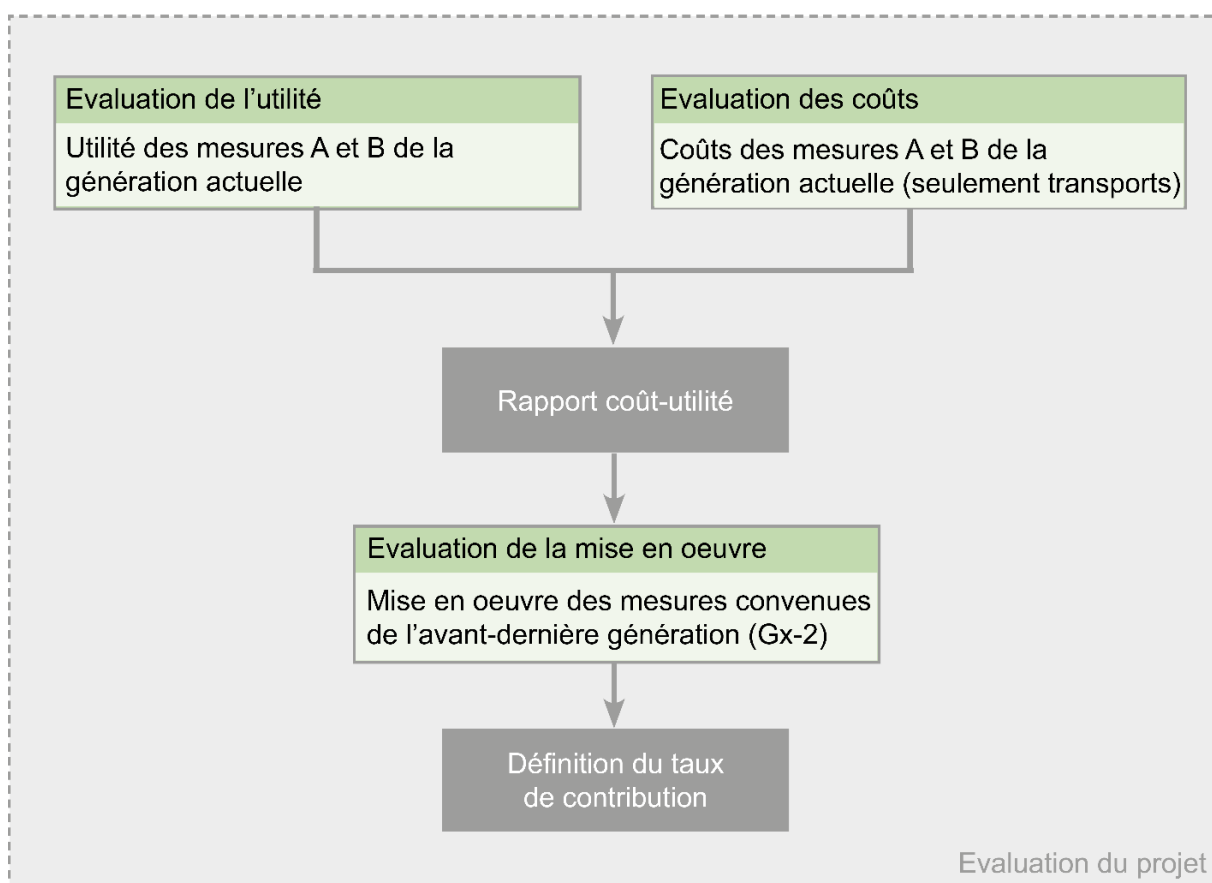 Evaluation de l'utilité
Utilité des mesures A et B de la
génération actuelle
Evaluation des coûts
Coûts des mesures A et B de la
génération actuelle (seulement transports)
Rapport coût-utilité
Evaluation de la mise en oeuvre
Mise en oeuvre des mesures convenues
de l'avant-dernière génération (Gx-2)
Définition du taux
de contribution
Evaluation du projet